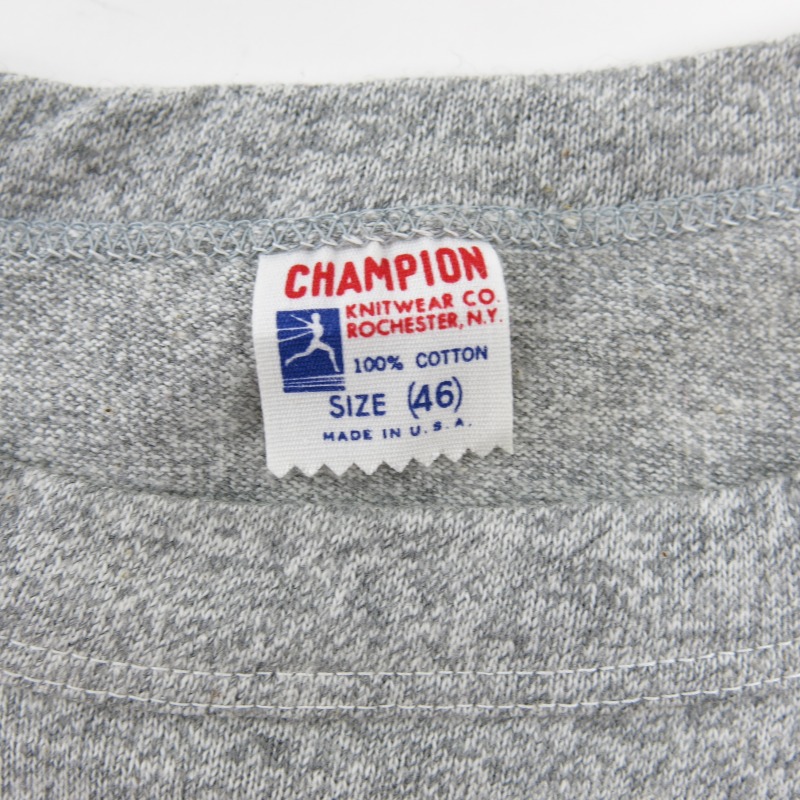 CHAMPION
KNITWEAR CO.
ROCHESTER, N.Y.
100% COTTON
SIZE (46)
MADE IN U.S.A.